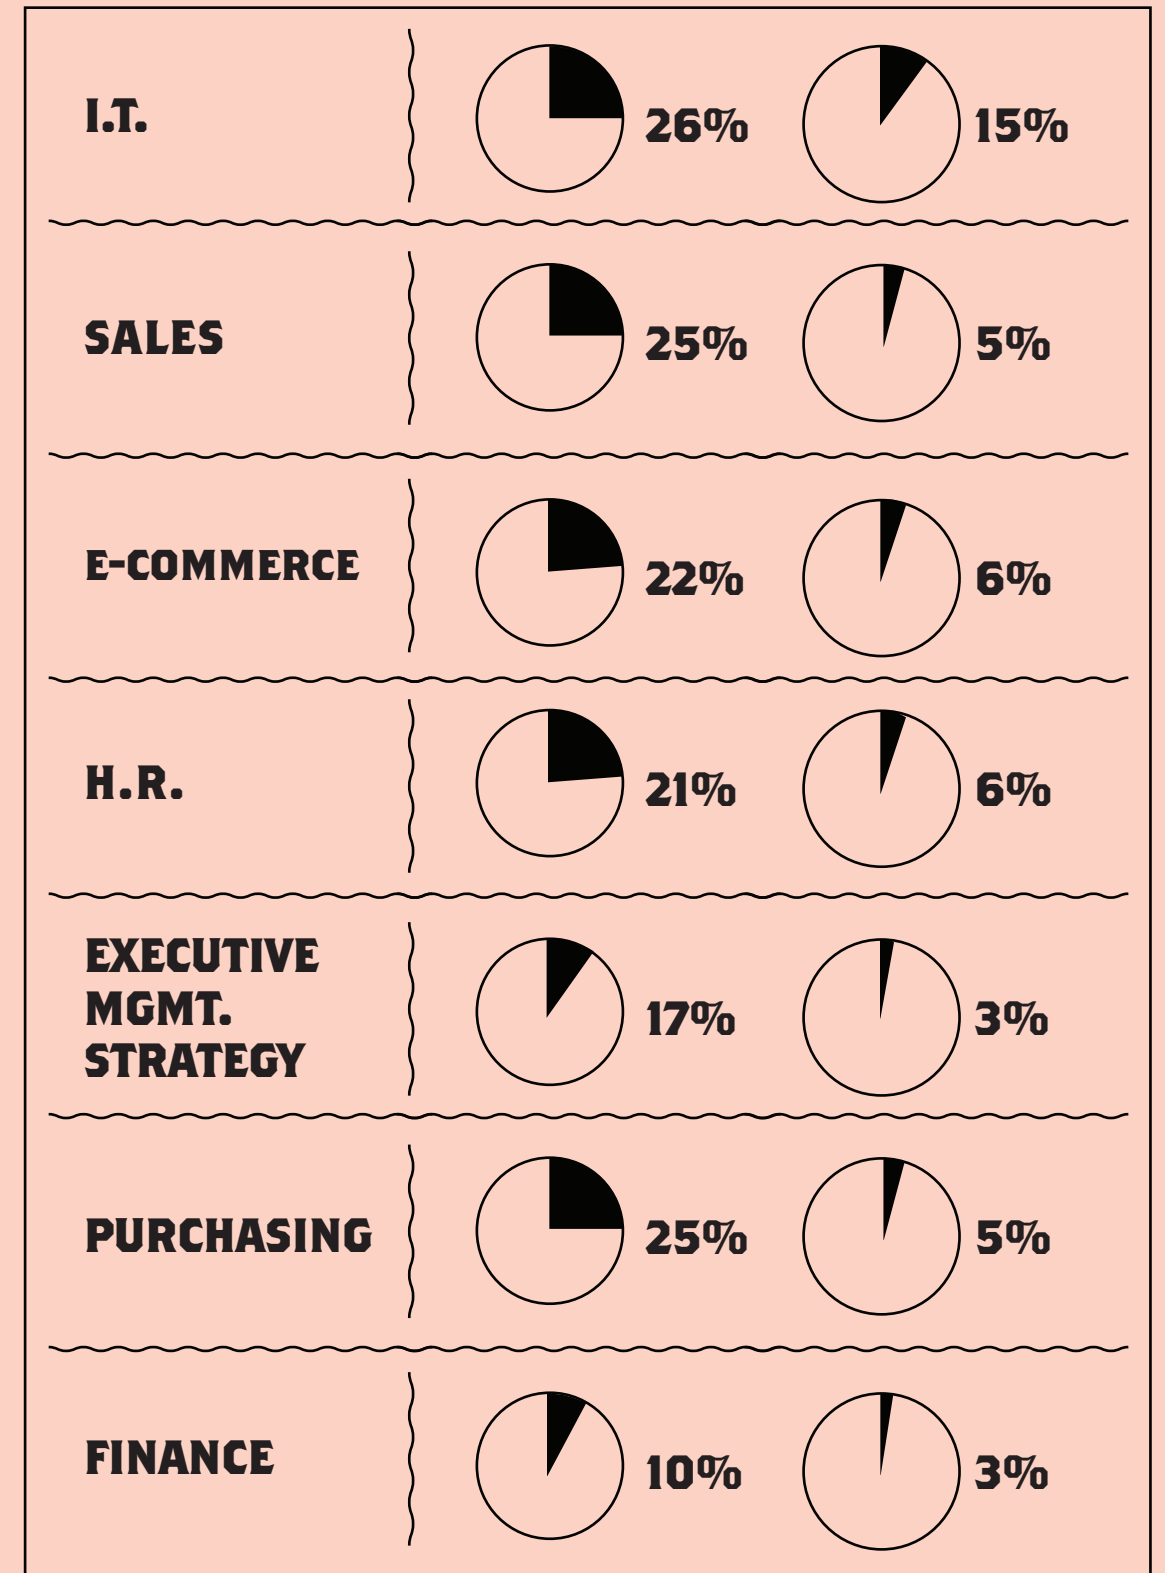 I.T.
26%
15%
SALES
25%
5%
E-COMMERCE
22%
6%
H.R.
21%
6%
EXECUTIVE
MGMT.
STRATEGY
17%
3%
PURCHASING
25%
5%
FINANCE
10%
3%